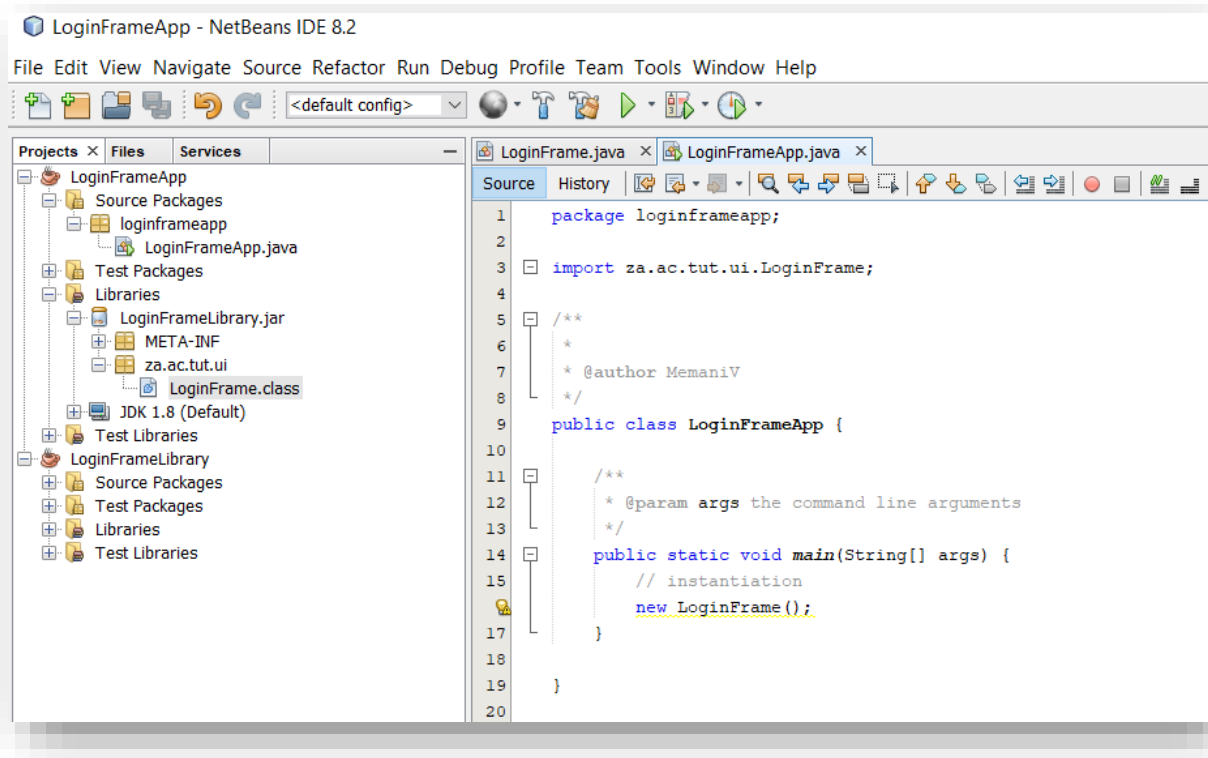 LoginFrameApp - NetBeans IDE 8.2
File Edit View Navigate Source Refactor Run Debug Profile Team Tools Window Help
<default config>
Projects Files Services
LoginFrameApp
Source Packages
loginframeapp
LoginFrameApp.java
Test Packages
Libraries
LoginFrameLibrary.jar
META-INF
za.ac.tut.ui
LoginFrame.class
JDK 1.8 (Default)
Test Libraries
LoginFrameLibrary
Source Packages
Test Packages
Libraries
Test Libraries
LoginFrame.java LoginFrameApp.java
Source History
1 package loginframeapp;
2
3 import za.ac.tut.ui.LoginFrame;
4
5 /**
6 *
7 * @author MemaniV
8 */
9 public class LoginFrameApp {
10
11 /**
12 * @param args the command line arguments
13 */
14 public static void main(String[] args) {
15 // instantiation
new LoginFrame();
17 }
18
19 }
20